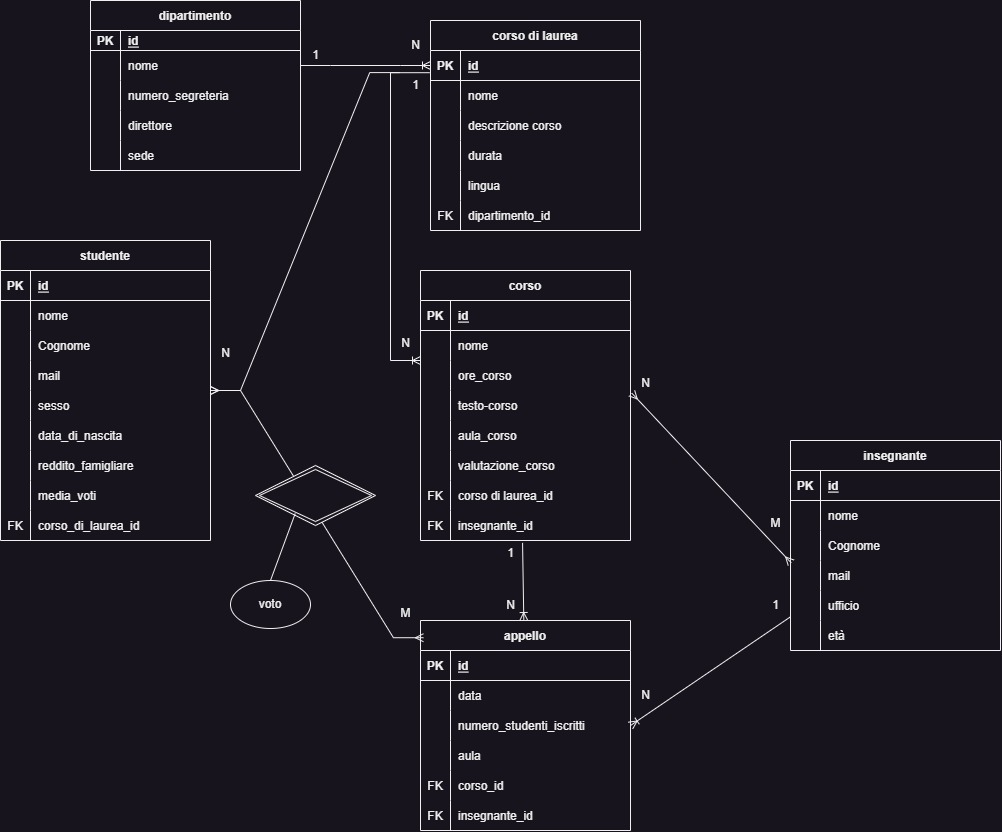 dipartimento
PK id
nome
numero_segreteria
direttore
sede
1
N
1
corso di laurea
PK id
nome
descrizione corso
durata
lingua
FK dipartimento_id
studente
PK id
nome
Cognome
mail
sesso
data_di_nascita
reddito_famigliare
media_voti
FK corso_di_laurea_id
N
N
corso
PK id
nome
ore_corso
testo-corso
aula_corso
valutazione_corso
FK corso di laurea_id
FK insegnante_id
N
M
insegnante
PK id
nome
Cognome
mail
ufficio
età
1
N
1
N
voto
M
appello
PK id
data
numero_studenti_iscritti
aula
FK corso_id
FK insegnante_id